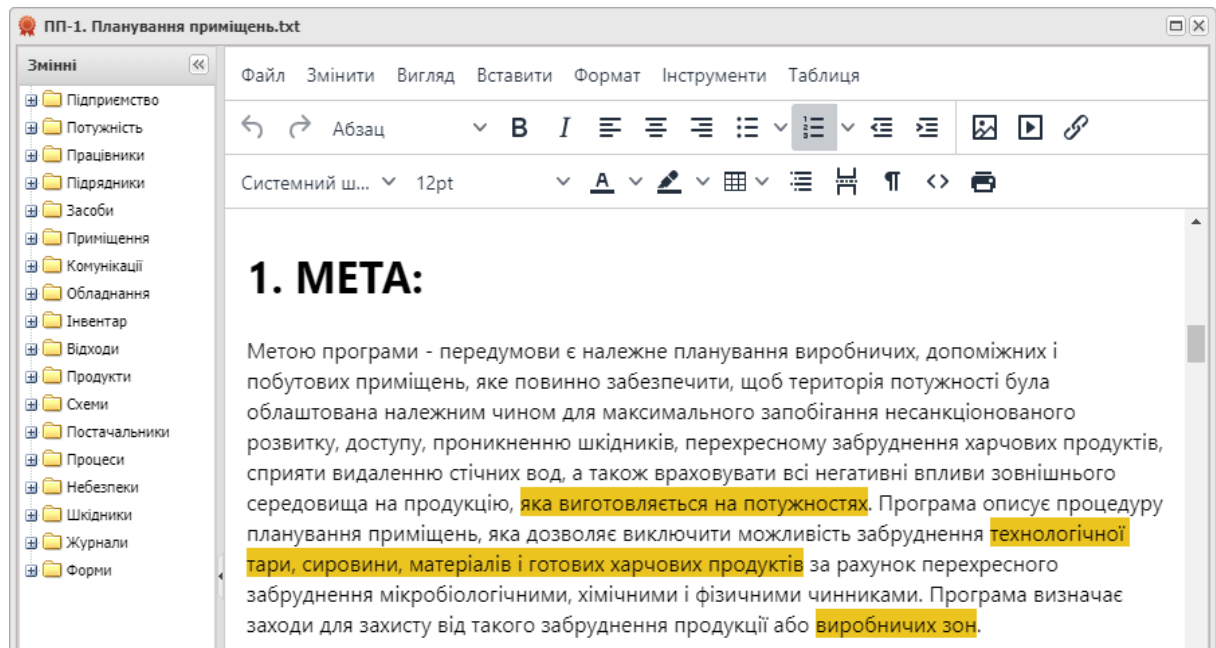 ПП-1. Планування приміщень.txt
Змінні
Підприємство
Потужність
Працівники
Підрядники
Засоби
Приміщення
Комунікації
Обладнання
Інвентар
Відходи
Продукти
Схеми
Постачальники
Процеси
Небезпеки
Шкідники
Журнали
Форми
Файл Змінити Вигляд Вставити Формат Інструменти Таблиця
Абзац B I
Системний ш... 12pt A
1. МЕТА:
Метою програми - передумови є належне планування виробничих, допоміжних і
побутових приміщень, яке повинно забезпечити, щоб територія потужності була
облаштована належним чином для максимального запобігання несанкціонованого
розвитку, доступу, проникненню шкідників, перехресному забруднення харчових продуктів,
сприяти видаленню стічних вод, а також враховувати всі негативні впливи зовнішнього
середовища на продукцію, яка виготовляється на потужностях. Програма описує процедуру
планування приміщень, яка дозволяє виключити можливість забруднення технологічної
тари, сировини, матеріалів і готових харчових продуктів за рахунок перехресного
забруднення мікробіологічними, хімічними і фізичними чинниками. Програма визначає
заходи для захисту від такого забруднення продукції або виробничих зон.